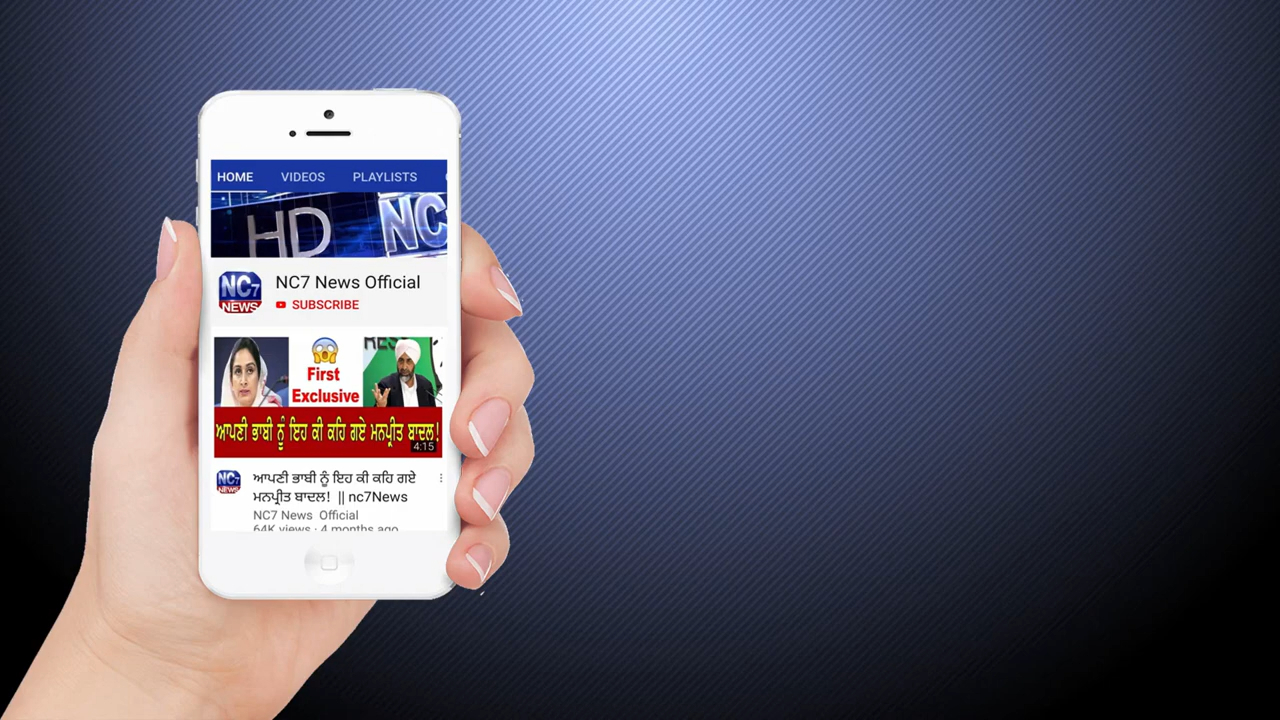 HOME VIDEOS PLAYLISTS
HD NC
NC7 NEWS
NC7 News Official
SUBSCRIBE
First
Exclusive
ਆਪਣੀ ਭਾਬੀ ਨੂੰ ਇਹ ਕੀ ਕਹਿ ਗਏ ਮਨਪ੍ਰੀਤ ਬਾਦਲ!
4:15
NC7 NEWS
ਆਪਣੀ ਭਾਬੀ ਨੂੰ ਇਹ ਕੀ ਕਹਿ ਗਏ
ਮਨਪ੍ਰੀਤ ਬਾਦਲ! || nc7News
NC7 News Official
64K views · 4 months ago